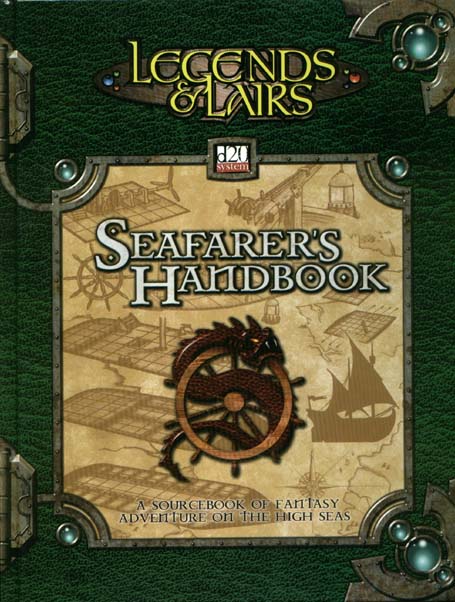 LEGENDS
& LAIRS
d20
system
SEAFARER'S
HANDBOOK
A SOURCEBOOK OF FANTASY
ADVENTURE ON THE HIGH SEAS